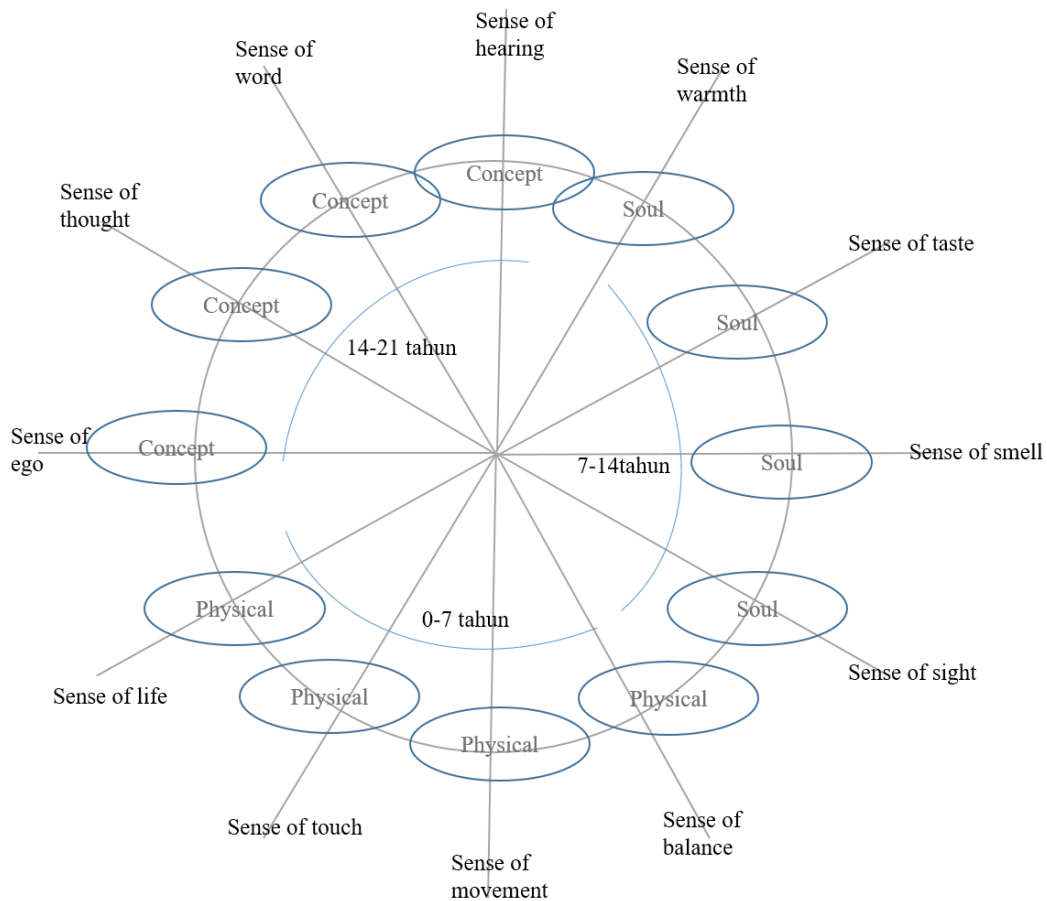 Sense of
hearing
Sense of
word
Sense of
warmth
Concept
Sense of
thought
Concept
Soul
Sense of taste
Concept
Soul
14-21 tahun
Sense of
ego
Concept
7-14tahun
Soul
Sense of smell
Physical
0-7 tahun
Soul
Sense of life
Physical
Physical
Physical
Sense of sight
Sense of touch
Sense of
movement
Sense of
balance